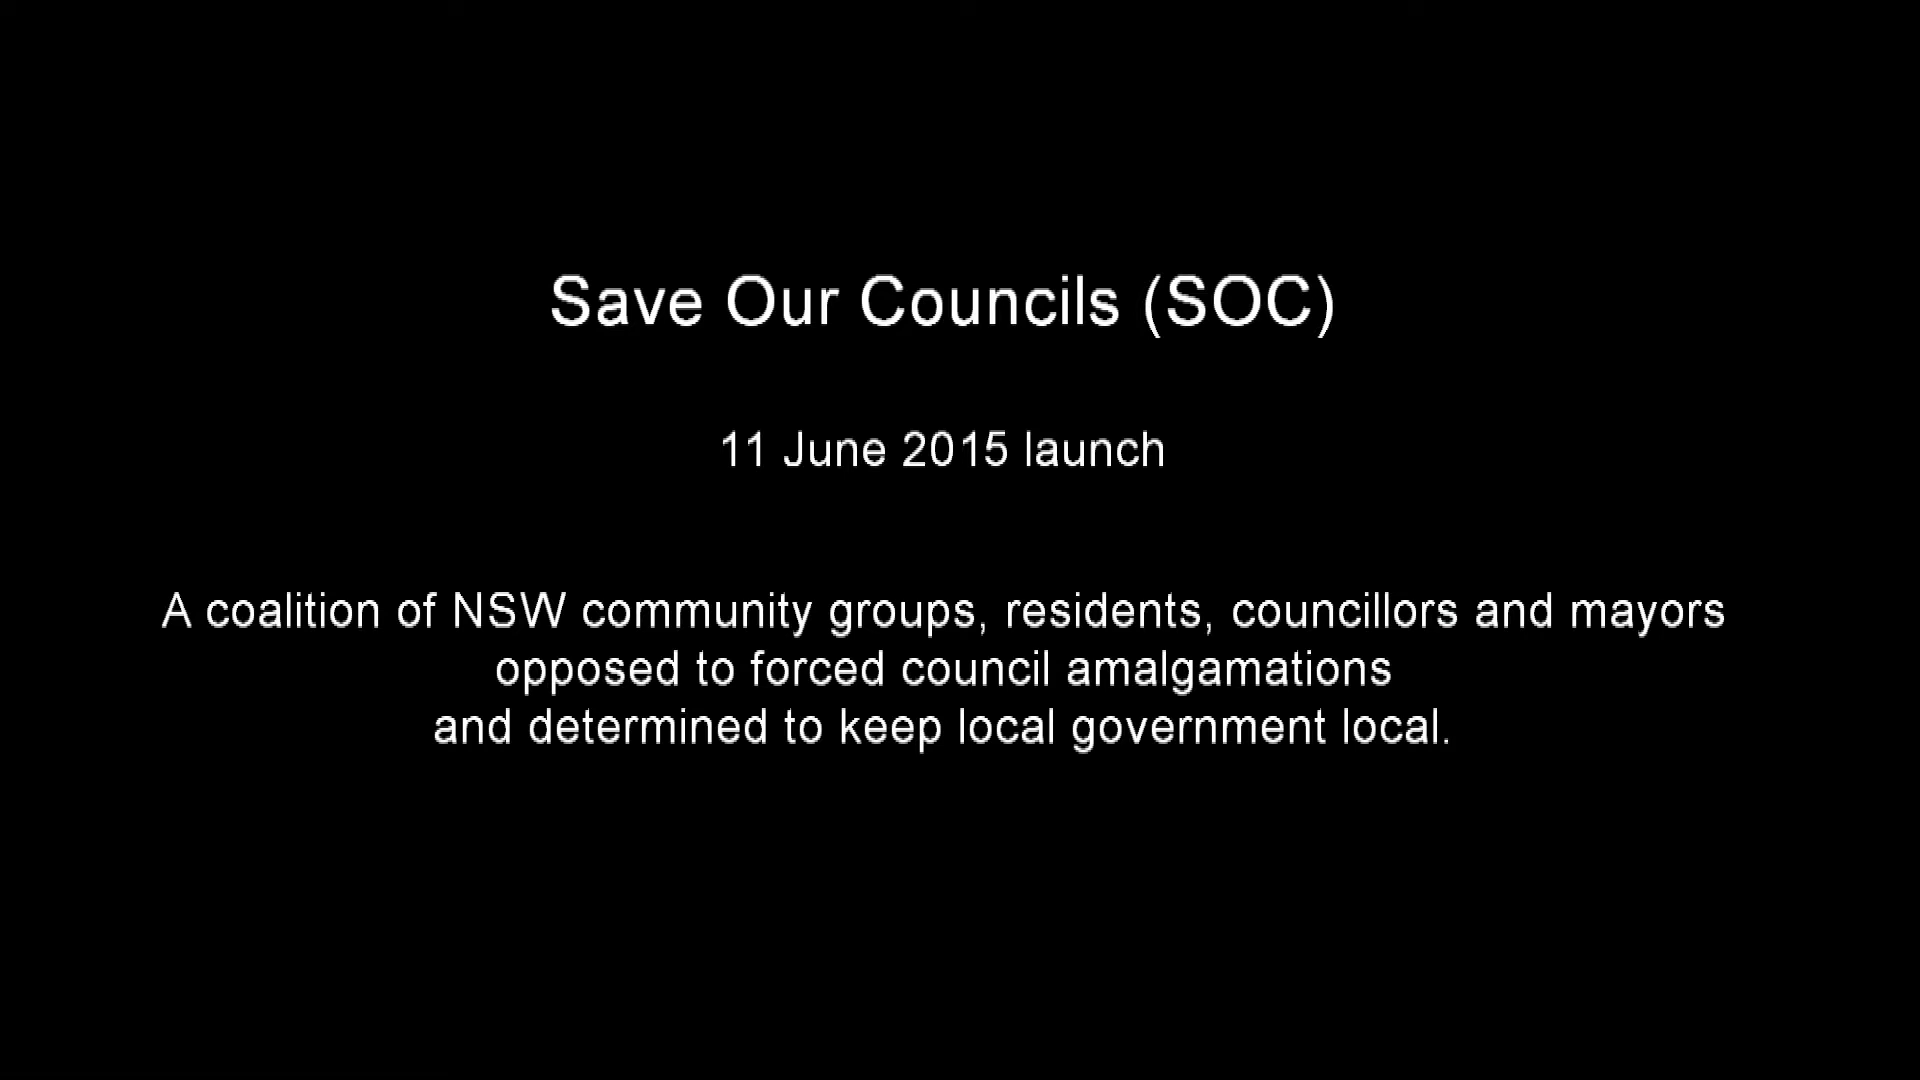 Save Our Councils (SOC)
11 June 2015 launch
A coalition of NSW community groups, residents, councillors and mayors
opposed to forced council amalgamations
and determined to keep local government local.